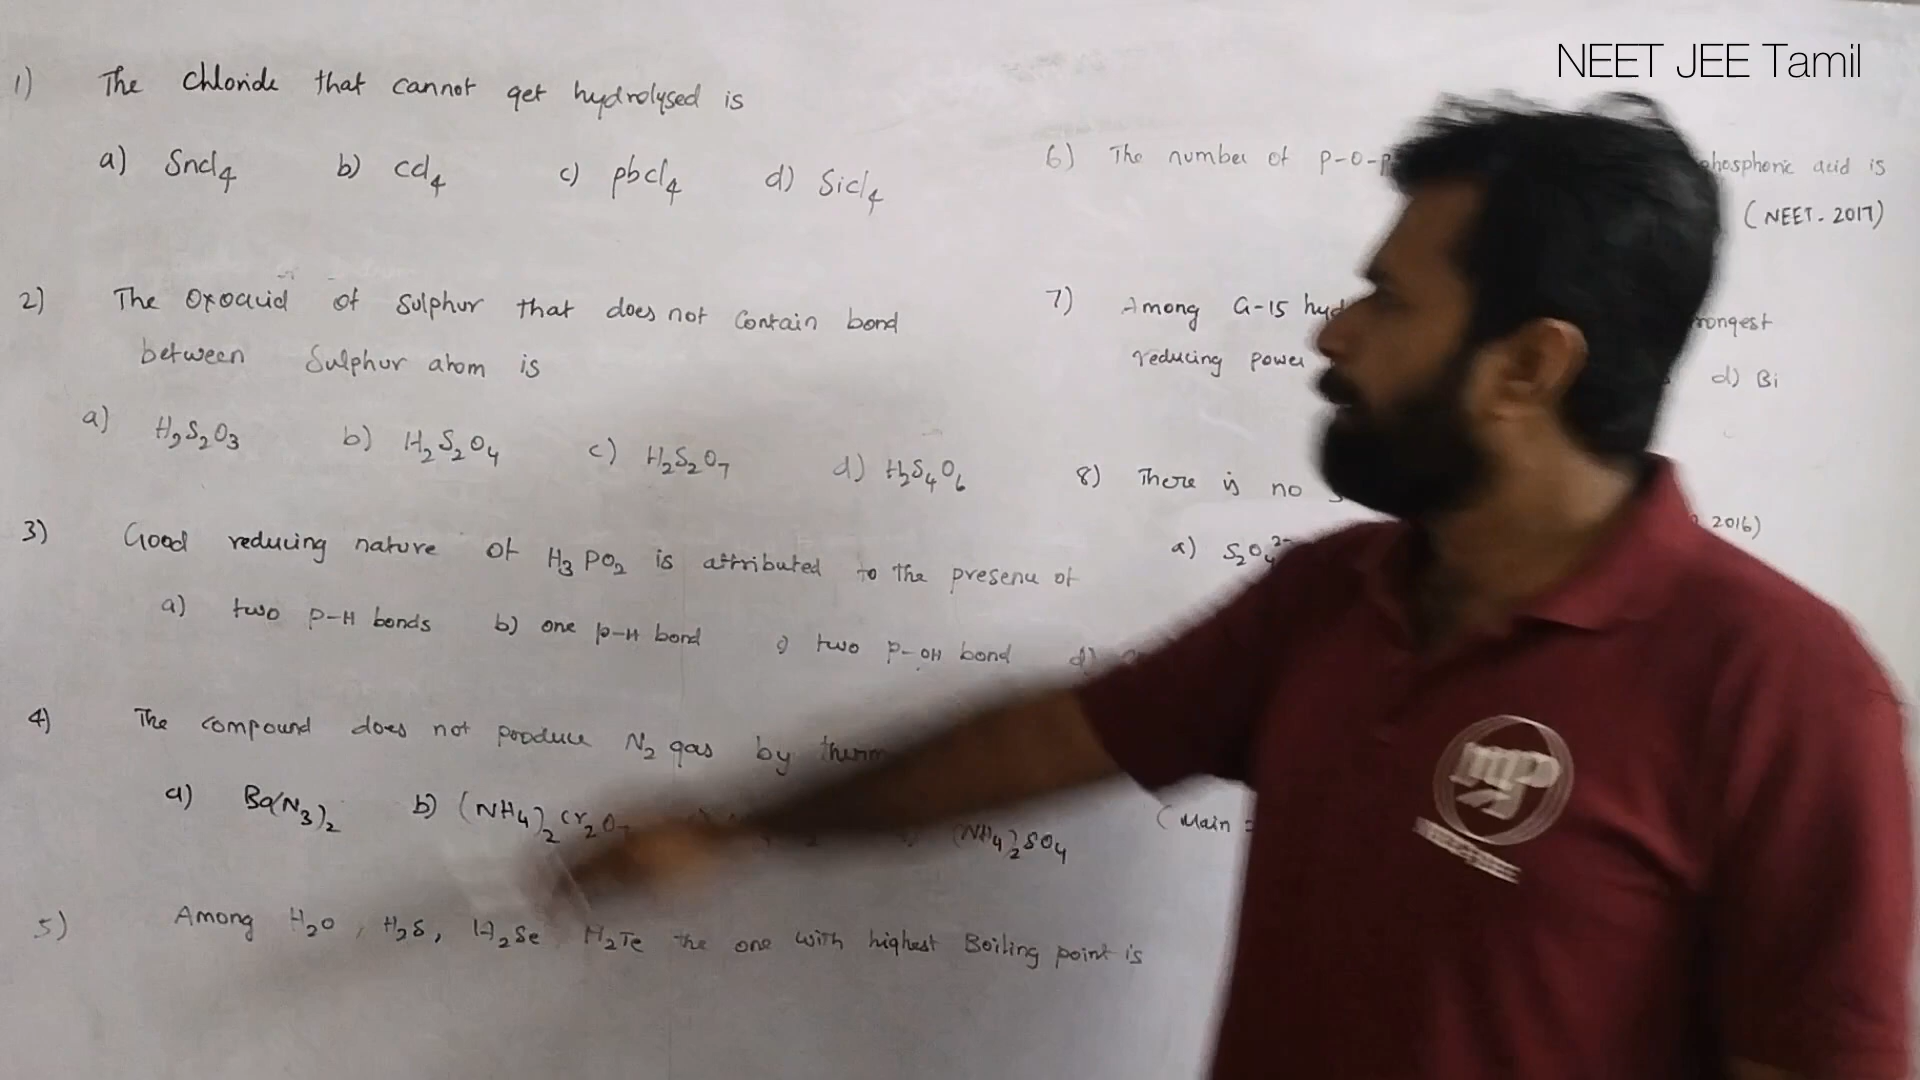 NEET JEE Tamil
1) The chloride that cannot get hydrolysed is
a) Sncl4 b) ccl4 c) pbcl4 d) Sicl4
2) The Oxoacid of Sulphur that does not contain bond
between Sulphur atom is
a) H2S2O3 b) H2S2O4 c) H2S2O7 d) H2S4O6
3) Good reducing nature of H3PO2 is attributed to the presence of
a) two P-H bonds b) one p-H bond c) two P-OH bond d)
4) The compound does not produce N2 gas by
a) Ba(N3)2 b) (NH4)2Cr2O7 (NH4)2SO4
(Main
5) Among H2O, H2S, H2Se H2Te the one with highest Boiling point is
6) The number of P-O-P phosphoric acid is
(NEET-2017)
7) Among G-15
reducing power d) Bi
8) There is no
2016)
a) S2O4²⁻
mp